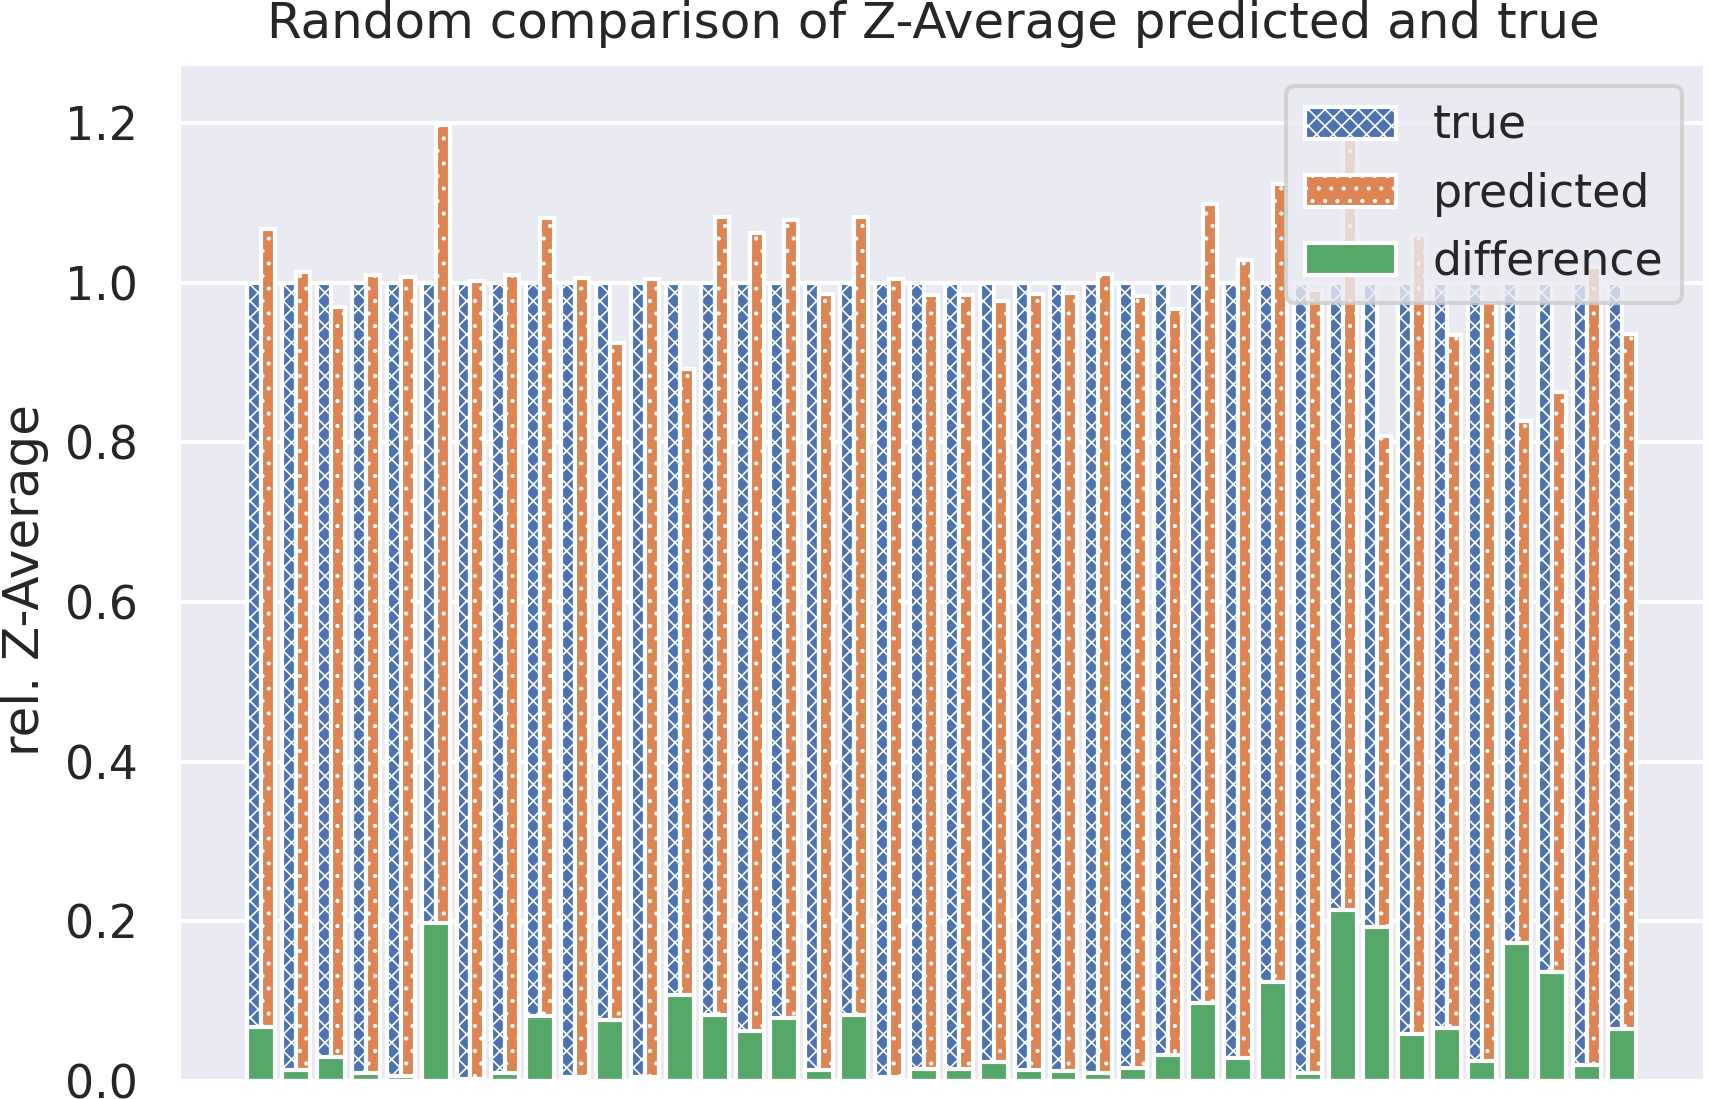 Random comparison of Z-Average predicted and true
1.2
1.0
0.8
0.6
0.4
0.2
0.0
rel. Z-Average
true
predicted
difference